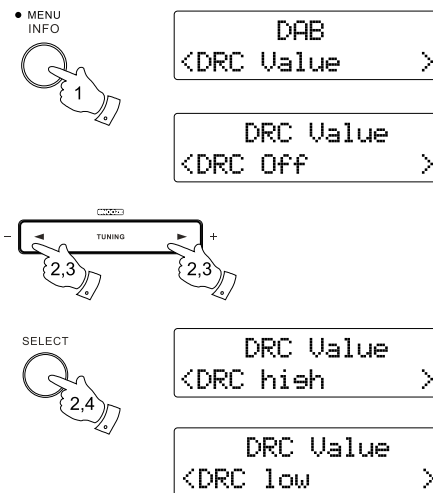 ● MENU
INFO
1
DAB
<DRC Value >
DRC Value
<DRC Off >
SNOOZE
– ◄ TUNING ► +
2,3 2,3
SELECT
2,4
DRC Value
<DRC high >
DRC Value
<DRC low >